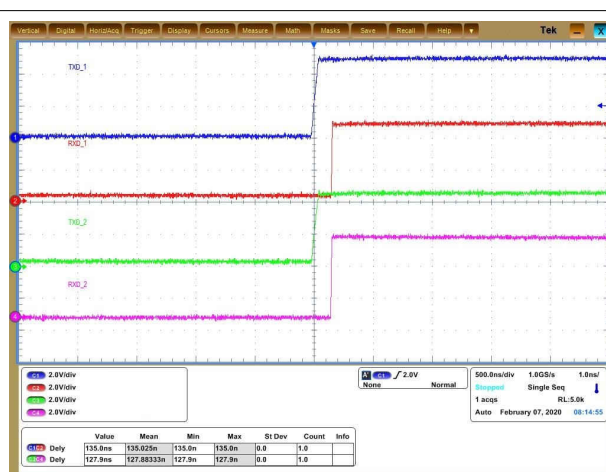 Vertical Digital Horiz/Acq Trigger Display Cursors Measure Math Masks Save Recall Help ▼ Tek X
TXD_1
1
RXD_1
2
TXD_2
RXD_2
4
C1 2.0V/div
C2 2.0V/div
C3 2.0V/div
C4 2.0V/div
A' C1 2.0V
None Normal
500.0ns/div 1.0GS/s 1.0ns/
Stopped Single Seq
1 acqs RL:5.0k
Auto February 07, 2020 08:14:55
Value Mean Min Max St Dev Count Info
C1C2 Dely 135.0ns 135.025n 135.0n 135.0n 0.0 1.0
C3C4 Dely 127.9ns 127.88333n 127.9n 127.9n 0.0 1.0